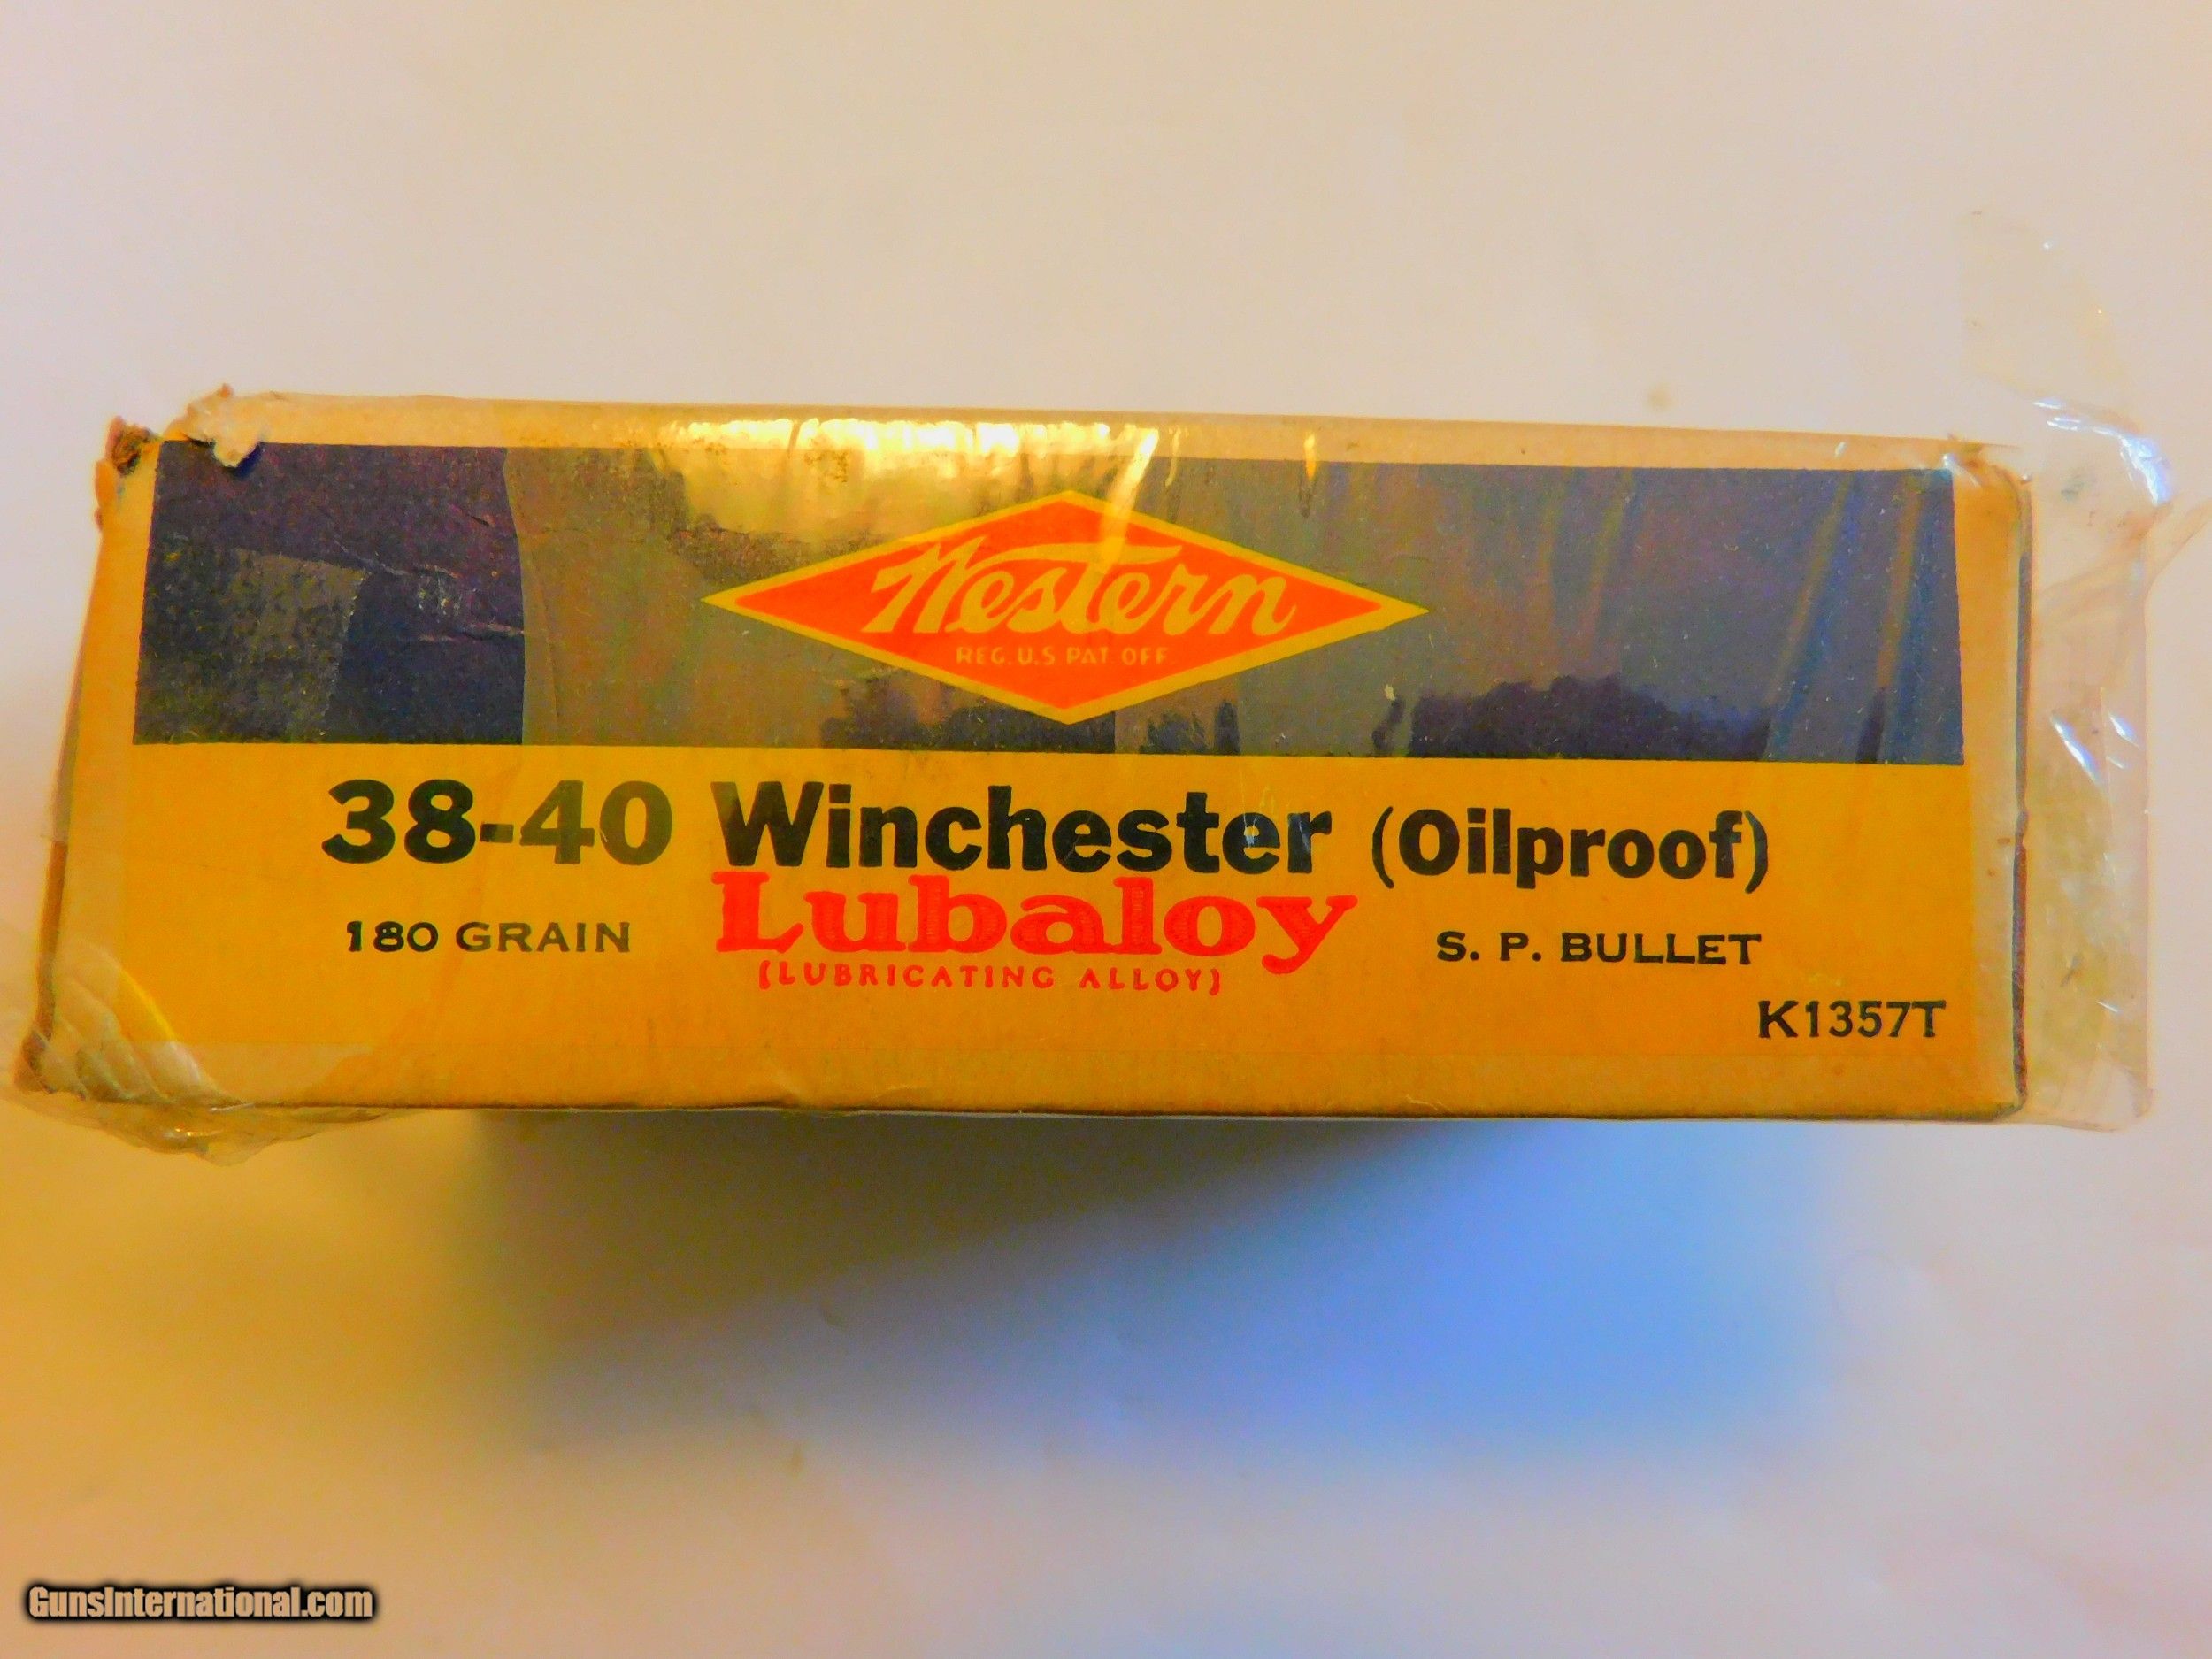 Western
REG. U.S PAT. OFF.
38-40 Winchester (Oilproof)
180 GRAIN Lubaloy S. P. BULLET
(LUBRICATING ALLOY)
K1357T
GunsInternational.com